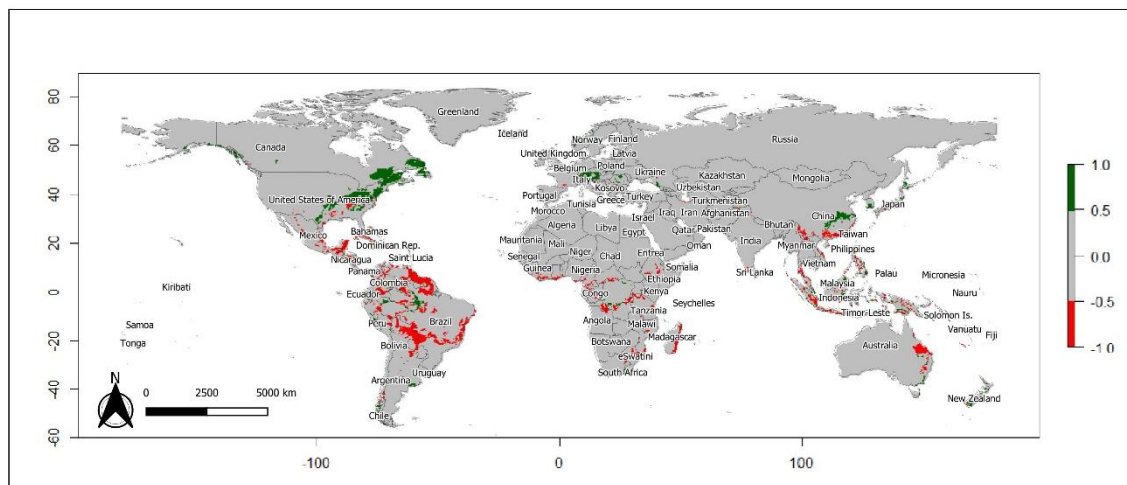 80
60
40
20
0
-20
-40
-60
-100
0
100
Greenland
Iceland
Canada
United States of America
Mexico
Bahamas
Dominican Rep.
Saint Lucia
Nicaragua
Panama
Colombia
Ecuador
Peru
Brazil
Bolivia
Uruguay
Argentina
Chile
Kiribati
Samoa
Tonga
Norway
Finland
Russia
United Kingdom
Latvia
Belgium
Poland
Ukraine
Italy
Kosovo
Kazakhstan
Mongolia
Uzbekistan
Portugal
Greece
Turkey
Turkmenistan
Tunisia
Morocco
Israel
Iraq
Iran
Afghanistan
China
Japan
Algeria
Libya
Egypt
Qatar
Pakistan
Bhutan
Taiwan
Mauritania
Mali
Niger
Chad
Oman
India
Myanmar
Senegal
Eritrea
Vietnam
Philippines
Guinea
Nigeria
Somalia
Ethiopia
Sri Lanka
Malaysia
Palau
Micronesia
Congo
Kenya
Seychelles
Indonesia
Nauru
Tanzania
Angola
Malawi
Timor-Leste
Solomon Is.
Madagascar
Vanuatu
Fiji
Botswana
eSwatini
Australia
South Africa
New Zealand
N
0 2500 5000 km
1.0
0.5
0.0
-0.5
-1.0